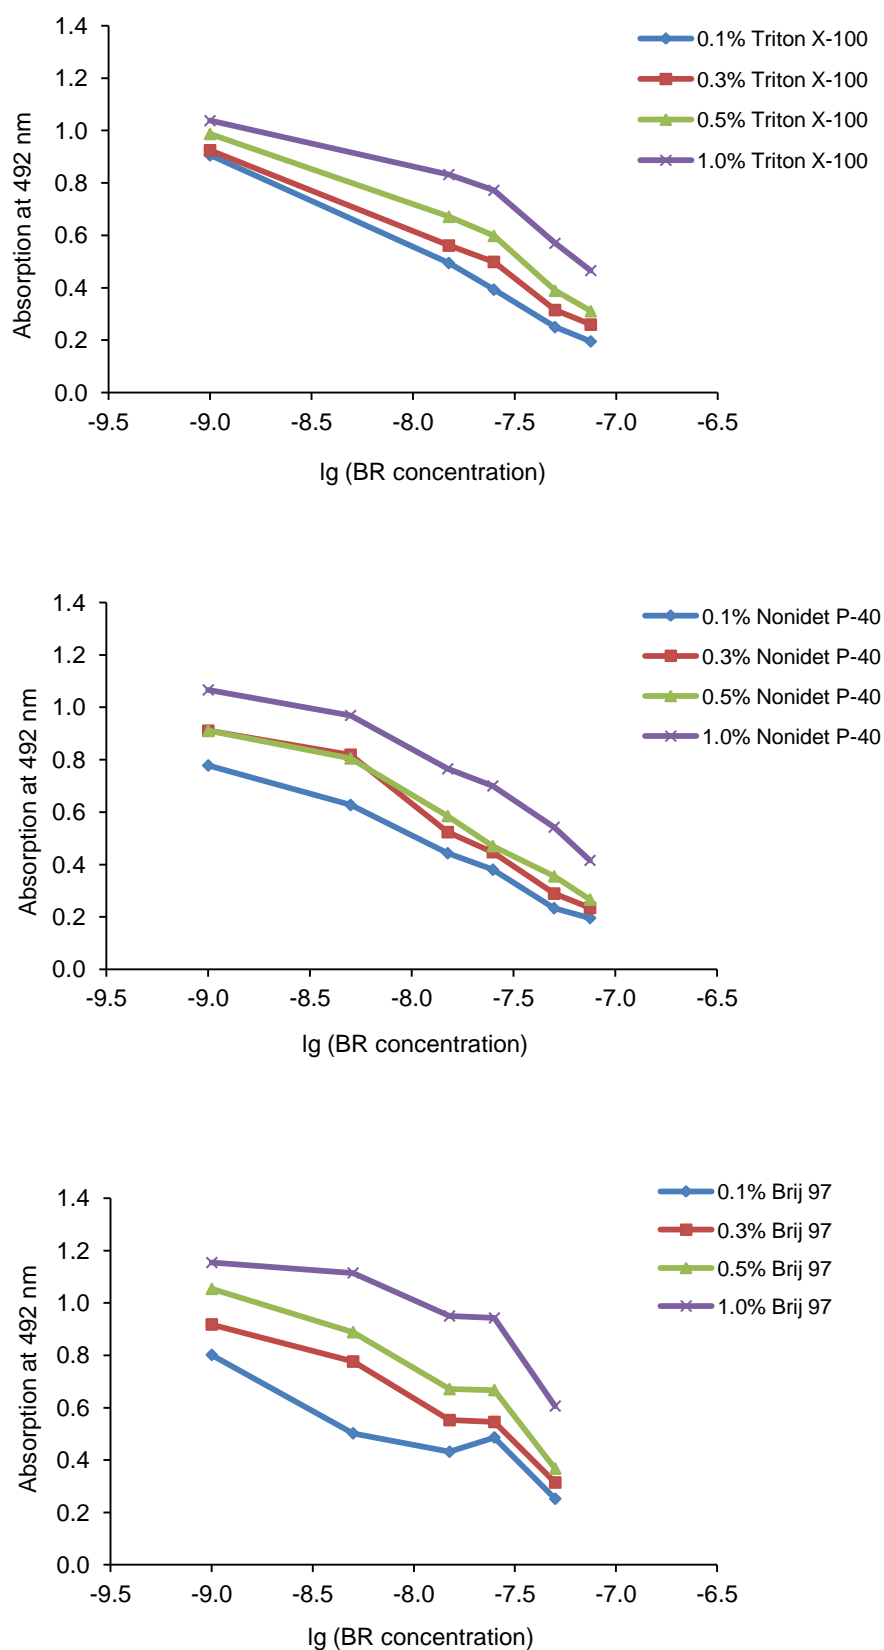 1.4
1.2
1.0
0.8
0.6
0.4
0.2
0.0
Absorption at 492 nm
-9.5 -9.0 -8.5 -8.0 -7.5 -7.0 -6.5
lg (BR concentration)
0.1% Triton X-100
0.3% Triton X-100
0.5% Triton X-100
1.0% Triton X-100
1.4
1.2
1.0
0.8
0.6
0.4
0.2
0.0
Absorption at 492 nm
-9.5 -9.0 -8.5 -8.0 -7.5 -7.0 -6.5
lg (BR concentration)
0.1% Nonidet P-40
0.3% Nonidet P-40
0.5% Nonidet P-40
1.0% Nonidet P-40
1.4
1.2
1.0
0.8
0.6
0.4
0.2
0.0
Absorption at 492 nm
-9.5 -9.0 -8.5 -8.0 -7.5 -7.0 -6.5
lg (BR concentration)
0.1% Brij 97
0.3% Brij 97
0.5% Brij 97
1.0% Brij 97